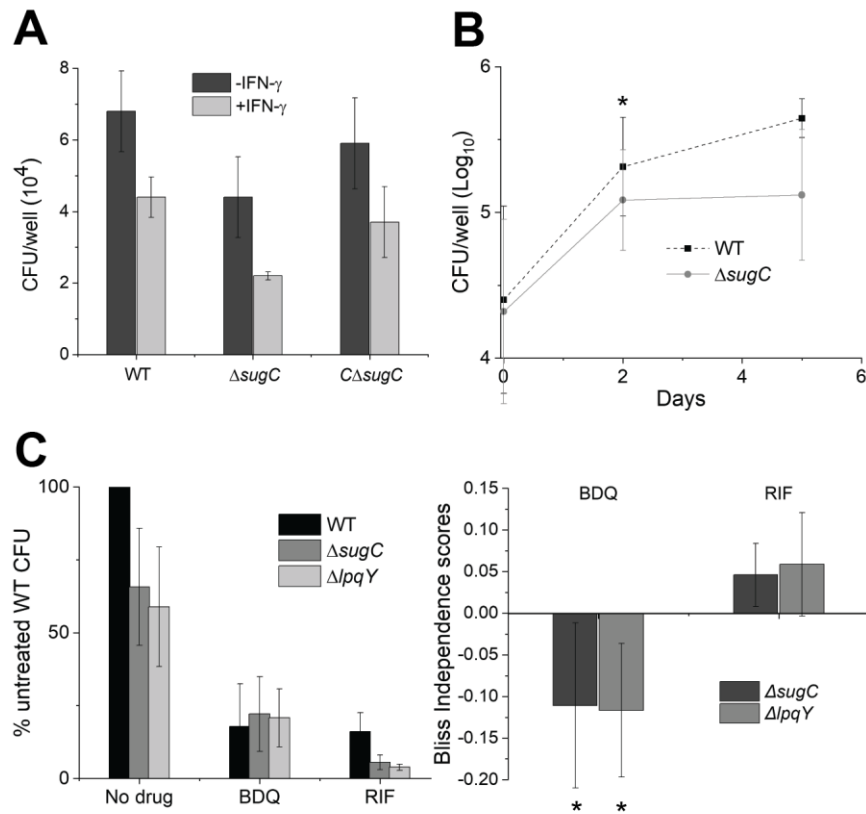 A
CFU/well (10⁴)
8
6
4
2
0
-IFN-γ
+IFN-γ
WT
ΔsugC
CΔsugC
B
CFU/well (Log₁₀)
6
5
4
*
WT
ΔsugC
0
2
4
6
Days
C
% untreated WT CFU
100
50
0
WT
ΔsugC
ΔlpqY
No drug
BDQ
RIF
Bliss Independence scores
0.15
0.10
0.05
0.00
-0.05
-0.10
-0.15
-0.20
BDQ
RIF
ΔsugC
ΔlpqY
* *